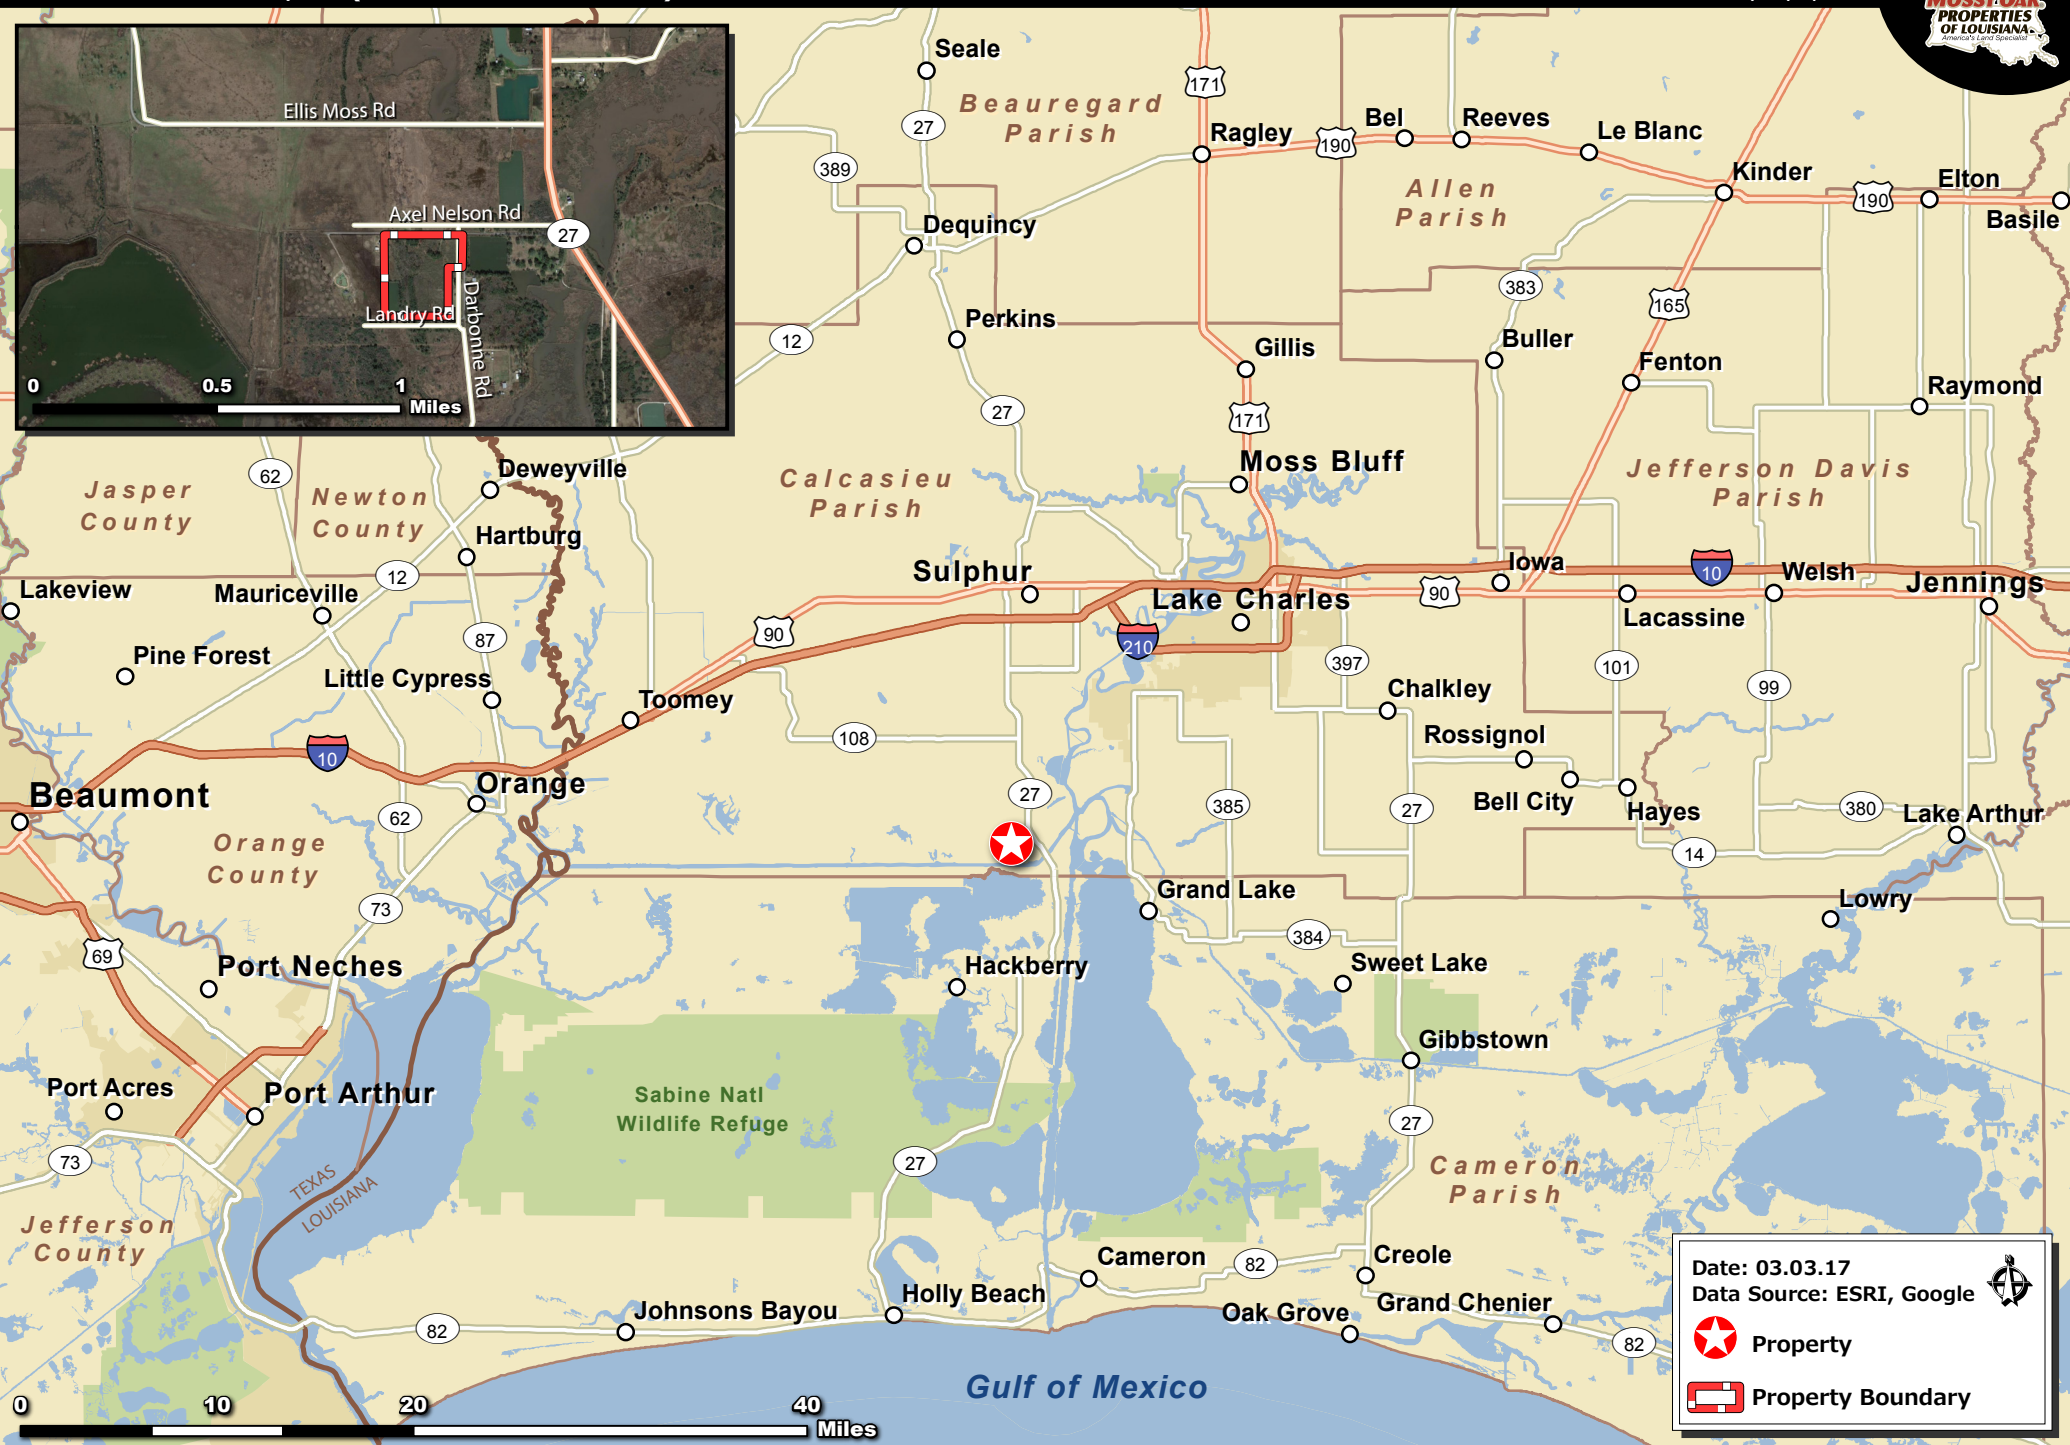 MOSSY OAK
PROPERTIES
OF LOUISIANA
America's Land Specialist
Ellis Moss Rd
Axel Nelson Rd
27
Landry Rd
Darbonne Rd
0 0.5 1
Miles
Seale
171
Beauregard
Parish
27
Ragley
190
Bel
Reeves
Le Blanc
389
Kinder
Allen
Parish
190
Elton
Basile
Dequincy
383
165
12
Perkins
Gillis
Buller
Fenton
Raymond
27
171
62
Deweyville
Moss Bluff
Jasper
County
Newton
County
Calcasieu
Parish
Jefferson Davis
Parish
Hartburg
12
Sulphur
Iowa
10
Welsh
Jennings
Lakeview
Mauriceville
Lake Charles
90
Lacassine
87
90
210
Pine Forest
Little Cypress
397
101
99
Toomey
Chalkley
108
Rossignol
10
Beaumont
Orange
27
385
27
Bell City
Hayes
380
Lake Arthur
62
Orange
County
14
73
Grand Lake
Lowry
384
69
Port Neches
Hackberry
Sweet Lake
Gibbstown
Port Acres
Port Arthur
Sabine Natl
Wildlife Refuge
27
73
27
TEXAS
LOUISIANA
Cameron
Parish
Jefferson
County
Cameron
82
Creole
Holly Beach
Johnsons Bayou
82
Oak Grove
Grand Chenier
82
Gulf of Mexico
0 10 20 40
Miles
Date: 03.03.17
Data Source: ESRI, Google
Property
Property Boundary